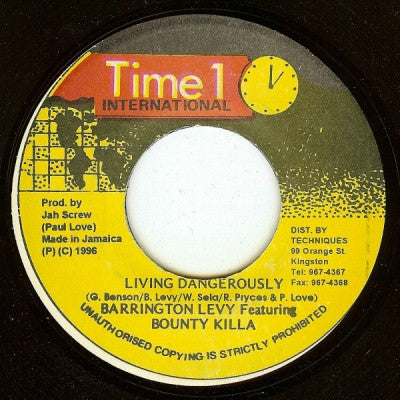 Time 1
INTERNATIONAL
Prod. by
Jah Screw
(Paul Love)
Made in Jamaica
(P) (C) 1996
DIST. BY
TECHNIQUES
99 Orange St.
Kingston
Tel: 967-4367
Fax: 967-4368
LIVING DANGEROUSLY
(G. Benson/B. Levy/W. Sela/R. Pryces & P. Love)
BARRINGTON LEVY Featuring
BOUNTY KILLA
UNAUTHORISED COPYING IS STRICTLY PROHIBITED